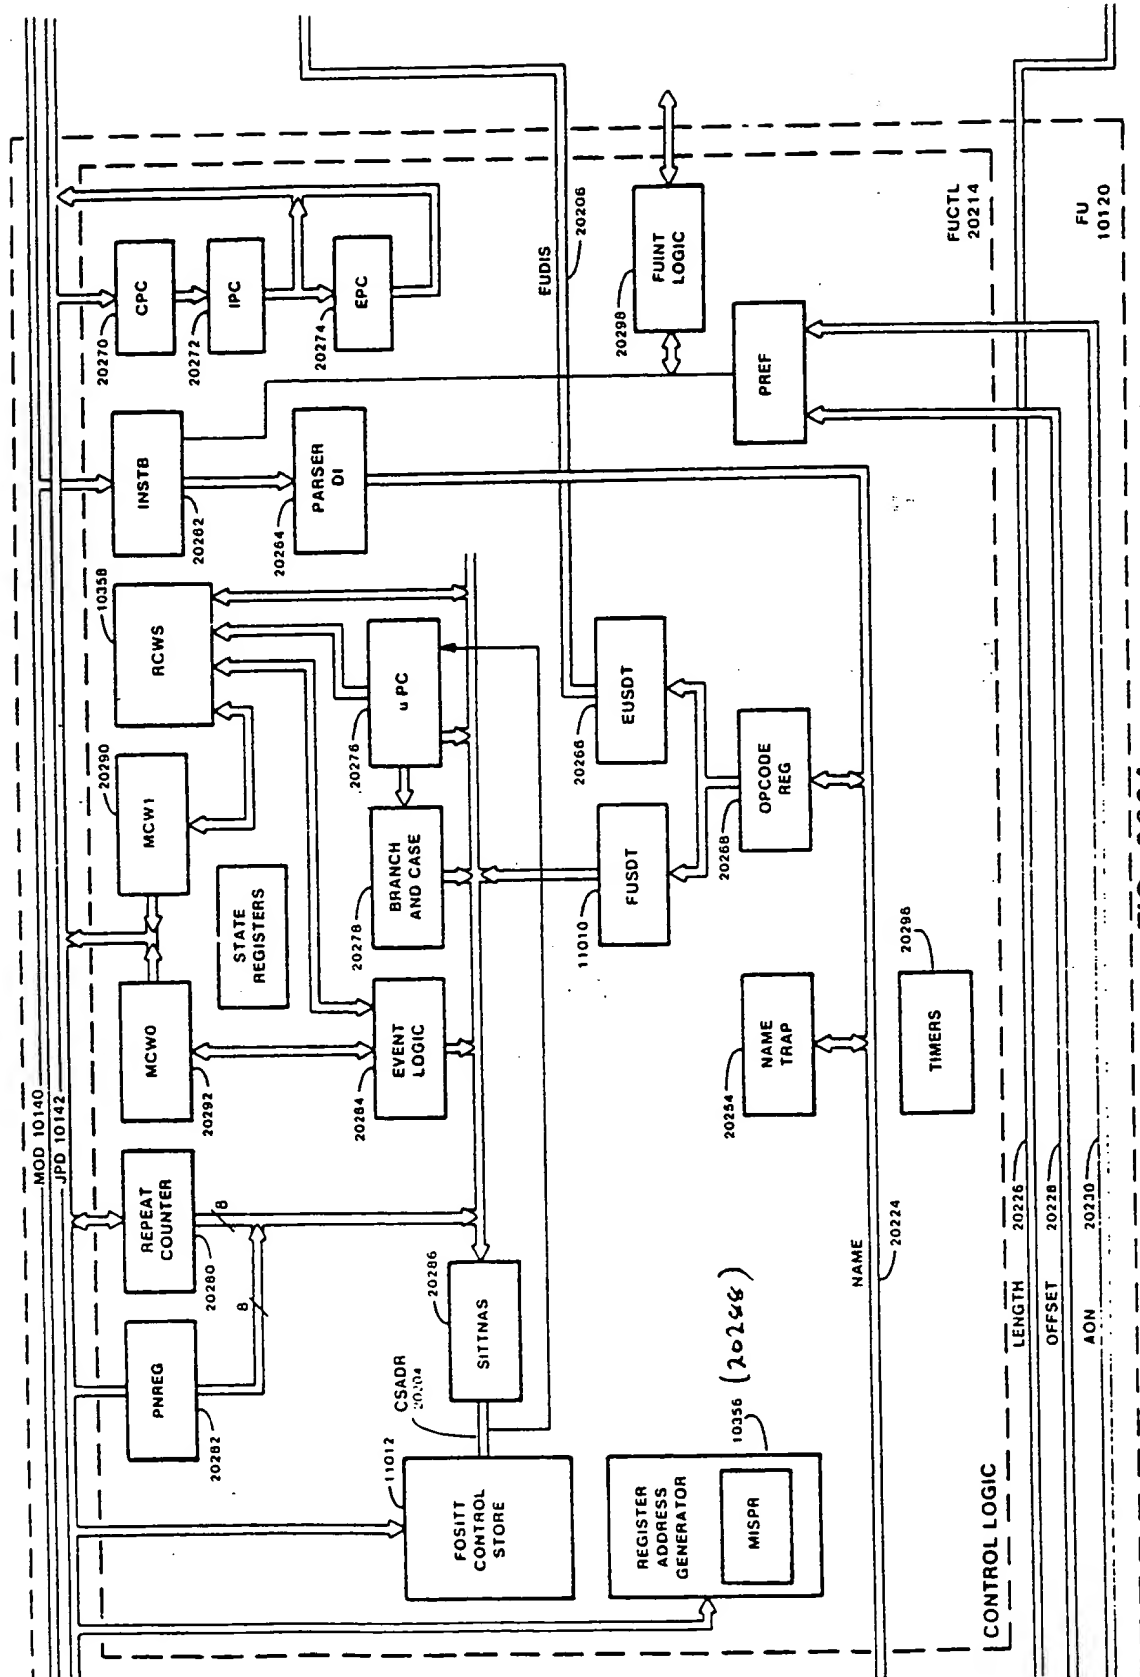 MOD 10140
JPD 10142
PNREG
20282
REPEAT
COUNTER
20280
8
8
MCW0
20292
MCW1
20290
STATE
REGISTERS
RCWS
10358
INSTB
20262
CPC
20270
IPC
20272
EPC
20274
PARSER
DI
20264
EVENT
LOGIC
20284
BRANCH
AND CASE
20278
uPC
20276
FOSITT
CONTROL
STORE
11012
CSADR
20204
SITTNAS
20286
FUSDT
11010
EUSDT
20266
EUDIS
20206
FUINT
LOGIC
20298
REGISTER
ADDRESS
GENERATOR
MISPR
10356
(20288)
NAME
TRAP
20254
OPCODE
REG
20268
PREF
NAME
20224
TIMERS
20296
CONTROL LOGIC
FUCTL
20214
LENGTH
20226
OFFSET
20228
AON
20230
FU
10120